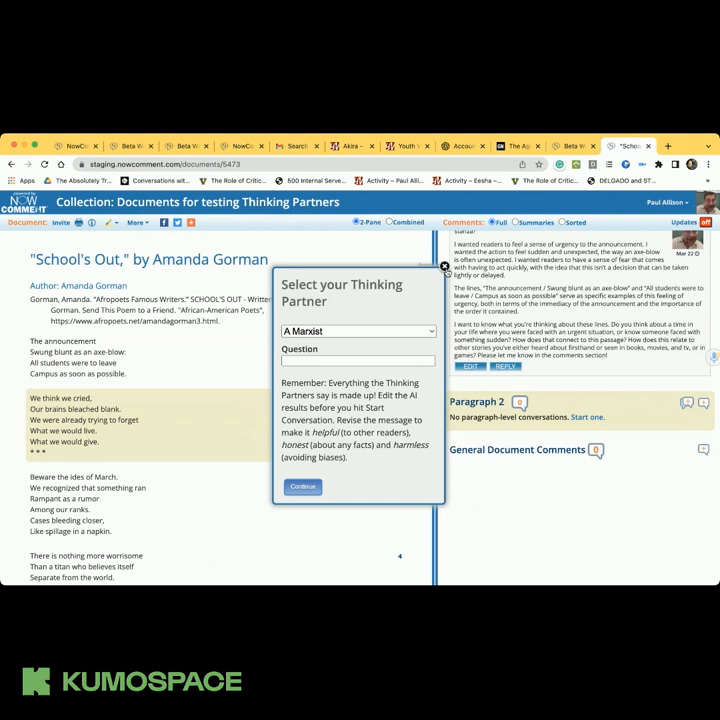 NowCo
Beta W
Beta W
NowCo
Search
Akira –
Youth V
Accoun
The Ag
Beta W
"Schoo
staging.nowcomment.com/documents/5473
Apps
The Absolutely Tra...
Conversations wit...
The Role of Critic...
500 Internal Serve...
Activity – Paul Alli...
Activity – Eesha –...
The Role of Critic...
DELGADO and ST...
powered by
NOW COMMENT
Collection: Documents for testing Thinking Partners
Paul Allison
Document:
Invite
More
2-Pane
Combined
Comments:
Full
Summaries
Sorted
Updates
off
"School's Out," by Amanda Gorman
Author: Amanda Gorman
Gorman, Amanda. "Afropoets Famous Writers." SCHOOL'S OUT - Written
Gorman. Send This Poem to a Friend. "African-American Poets",
https://www.afropoets.net/amandagorman3.html.
The announcement
Swung blunt as an axe-blow:
All students were to leave
Campus as soon as possible.
We think we cried,
Our brains bleached blank.
We were already trying to forget
What we would live.
What we would give.
* * *
Beware the ides of March.
We recognized that something ran
Rampant as a rumor
Among our ranks.
Cases bleeding closer,
Like spillage in a napkin.
There is nothing more worrisome
Than a titan who believes itself
Separate from the world.
4
Select your Thinking
Partner
A Marxist
Question
Remember: Everything the Thinking
Partners say is made up! Edit the AI
results before you hit Start
Conversation. Revise the message to
make it helpful (to other readers),
honest (about any facts) and harmless
(avoiding biases).
Continue
stanza!
I wanted readers to feel a sense of urgency to the announcement. I
wanted the action to feel sudden and unexpected, the way an axe-blow
is often unexpected. I wanted readers to have a sense of fear that comes
with having to act quickly, with the idea that this isn't a decision that can be taken
lightly or delayed.
Mar 22
The lines, "The announcement / Swung blunt as an axe-blow" and "All students were to
leave / Campus as soon as possible" serve as specific examples of this feeling of
urgency, both in terms of the immediacy of the announcement and the importance of
the order it contained.
I want to know what you're thinking about these lines. Do you think about a time in
your life where you were faced with an urgent situation, or know someone faced with
something sudden? How does that connect to this passage? How does this relate to
other stories you've either heard about firsthand or seen in books, movies, and tv, or in
games? Please let me know in the comments section!
EDIT
REPLY
Paragraph 2
0
No paragraph-level conversations. Start one.
General Document Comments
0
KUMOSPACE